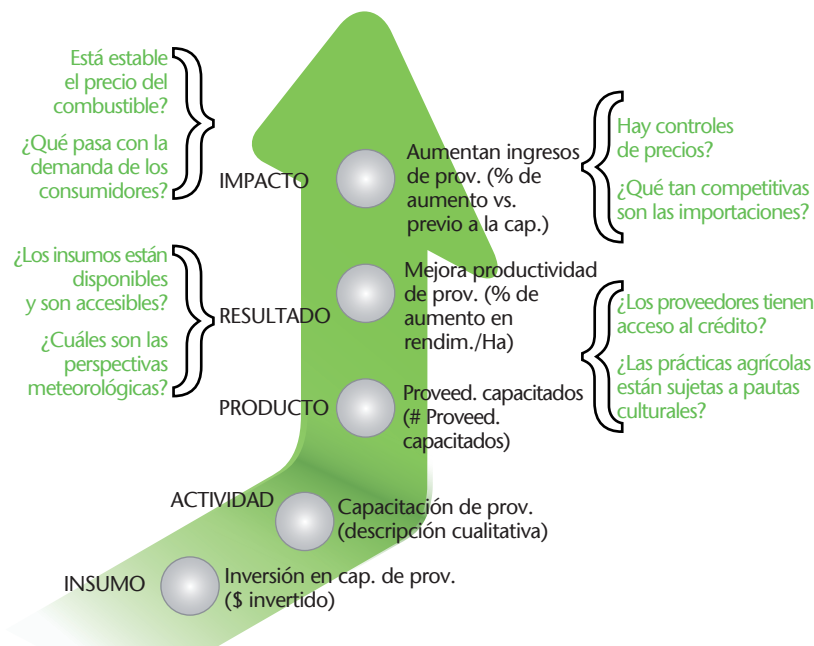 Está estable
el precio del
combustible?
¿Qué pasa con la
demanda de los
consumidores?
IMPACTO
Aumentan ingresos
de prov. (% de
aumento vs.
previo a la cap.)
Hay controles
de precios?
¿Qué tan competitivas
son las importaciones?
¿Los insumos están
disponibles
y son accesibles?
¿Cuáles son las
perspectivas
meteorológicas?
RESULTADO
Mejora productividad
de prov. (% de
aumento en
rendim./Ha)
¿Los proveedores tienen
acceso al crédito?
¿Las prácticas agrícolas
están sujetas a pautas
culturales?
PRODUCTO
Proveed. capacitados
(# Proveed.
capacitados)
ACTIVIDAD
Capacitación de prov.
(descripción cualitativa)
INSUMO
Inversión en cap. de prov.
($ invertido)